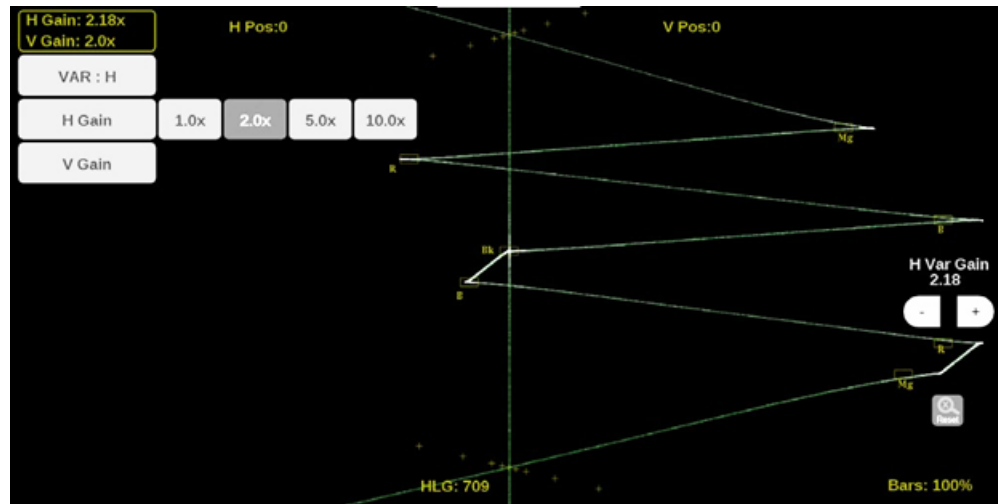 H Gain: 2.18x
V Gain: 2.0x
H Pos:0
V Pos:0
VAR : H
H Gain
1.0x
2.0x
5.0x
10.0x
V Gain
Mg
R
B
Bk
B
H Var Gain
2.18
-
+
R
Mg
Reset
HLG: 709
Bars: 100%